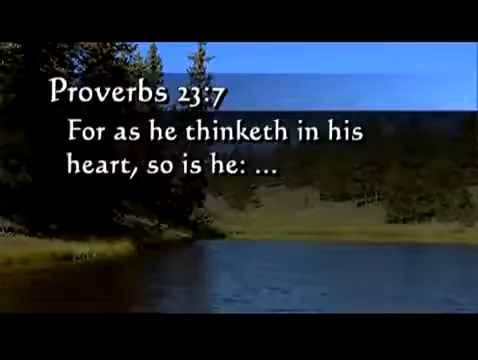 Proverbs 23:7
For as he thinketh in his
heart, so is he: ...